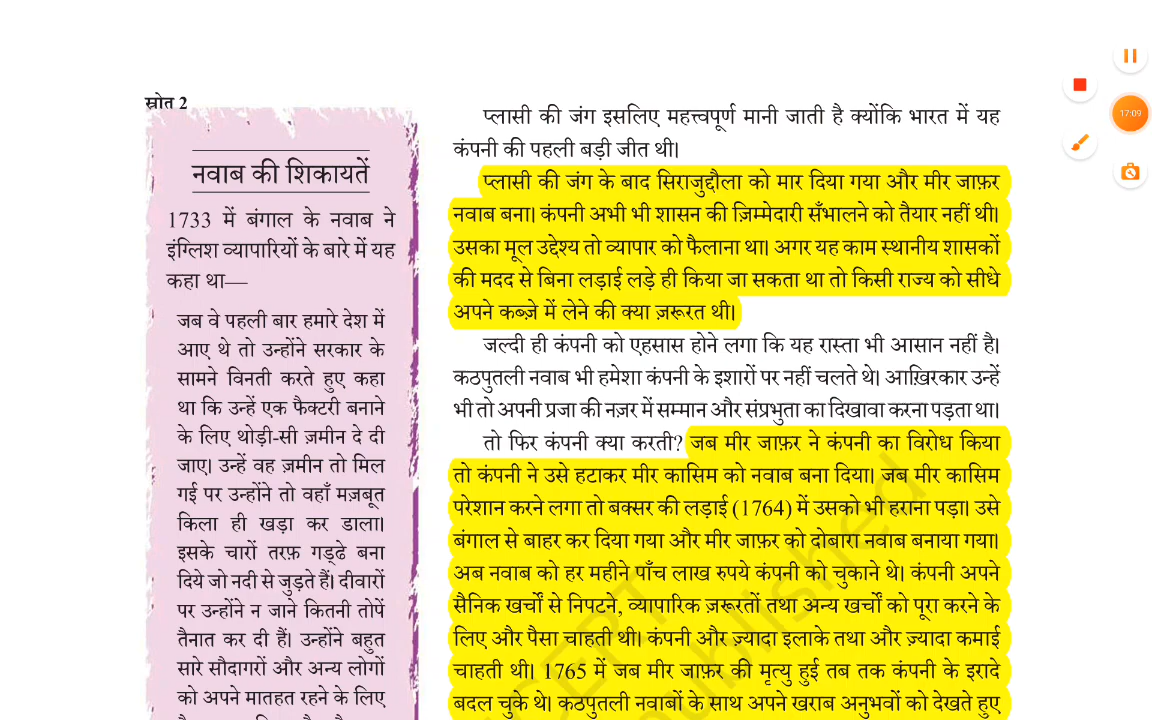 स्रोत 2
नवाब की शिकायतें
1733 में बंगाल के नवाब ने
इंग्लिश व्यापारियों के बारे में यह
कहा था—
जब वे पहली बार हमारे देश में
आए थे तो उन्होंने सरकार के
सामने विनती करते हुए कहा
था कि उन्हें एक फैक्टरी बनाने
के लिए थोड़ी-सी ज़मीन दे दी
जाए। उन्हें वह ज़मीन तो मिल
गई पर उन्होंने तो वहाँ मज़बूत
किला ही खड़ा कर डाला।
इसके चारों तरफ़ गड्ढे बना
दिये जो नदी से जुड़ते हैं। दीवारों
पर उन्होंने न जाने कितनी तोपें
तैनात कर दी हैं। उन्होंने बहुत
सारे सौदागरों और अन्य लोगों
को अपने मातहत रहने के लिए
प्लासी की जंग इसलिए महत्त्वपूर्ण मानी जाती है क्योंकि भारत में यह
कंपनी की पहली बड़ी जीत थी।
प्लासी की जंग के बाद सिराजुद्दौला को मार दिया गया और मीर जाफ़र
नवाब बना। कंपनी अभी भी शासन की ज़िम्मेदारी सँभालने को तैयार नहीं थी।
उसका मूल उद्देश्य तो व्यापार को फैलाना था। अगर यह काम स्थानीय शासकों
की मदद से बिना लड़ाई लड़े ही किया जा सकता था तो किसी राज्य को सीधे
अपने कब्ज़े में लेने की क्या ज़रूरत थी।
जल्दी ही कंपनी को एहसास होने लगा कि यह रास्ता भी आसान नहीं है।
कठपुतली नवाब भी हमेशा कंपनी के इशारों पर नहीं चलते थे। आख़िरकार उन्हें
भी तो अपनी प्रजा की नज़र में सम्मान और संप्रभुता का दिखावा करना पड़ता था।
तो फिर कंपनी क्या करती? जब मीर जाफ़र ने कंपनी का विरोध किया
तो कंपनी ने उसे हटाकर मीर कासिम को नवाब बना दिया। जब मीर कासिम
परेशान करने लगा तो बक्सर की लड़ाई (1764) में उसको भी हराना पड़ा। उसे
बंगाल से बाहर कर दिया गया और मीर जाफ़र को दोबारा नवाब बनाया गया।
अब नवाब को हर महीने पाँच लाख रुपये कंपनी को चुकाने थे। कंपनी अपने
सैनिक खर्चों से निपटने, व्यापारिक ज़रूरतों तथा अन्य खर्चों को पूरा करने के
लिए और पैसा चाहती थी। कंपनी और ज़्यादा इलाके तथा और ज़्यादा कमाई
चाहती थी। 1765 में जब मीर जाफ़र की मृत्यु हुई तब तक कंपनी के इरादे
बदल चुके थे। कठपुतली नवाबों के साथ अपने खराब अनुभवों को देखते हुए
17:09